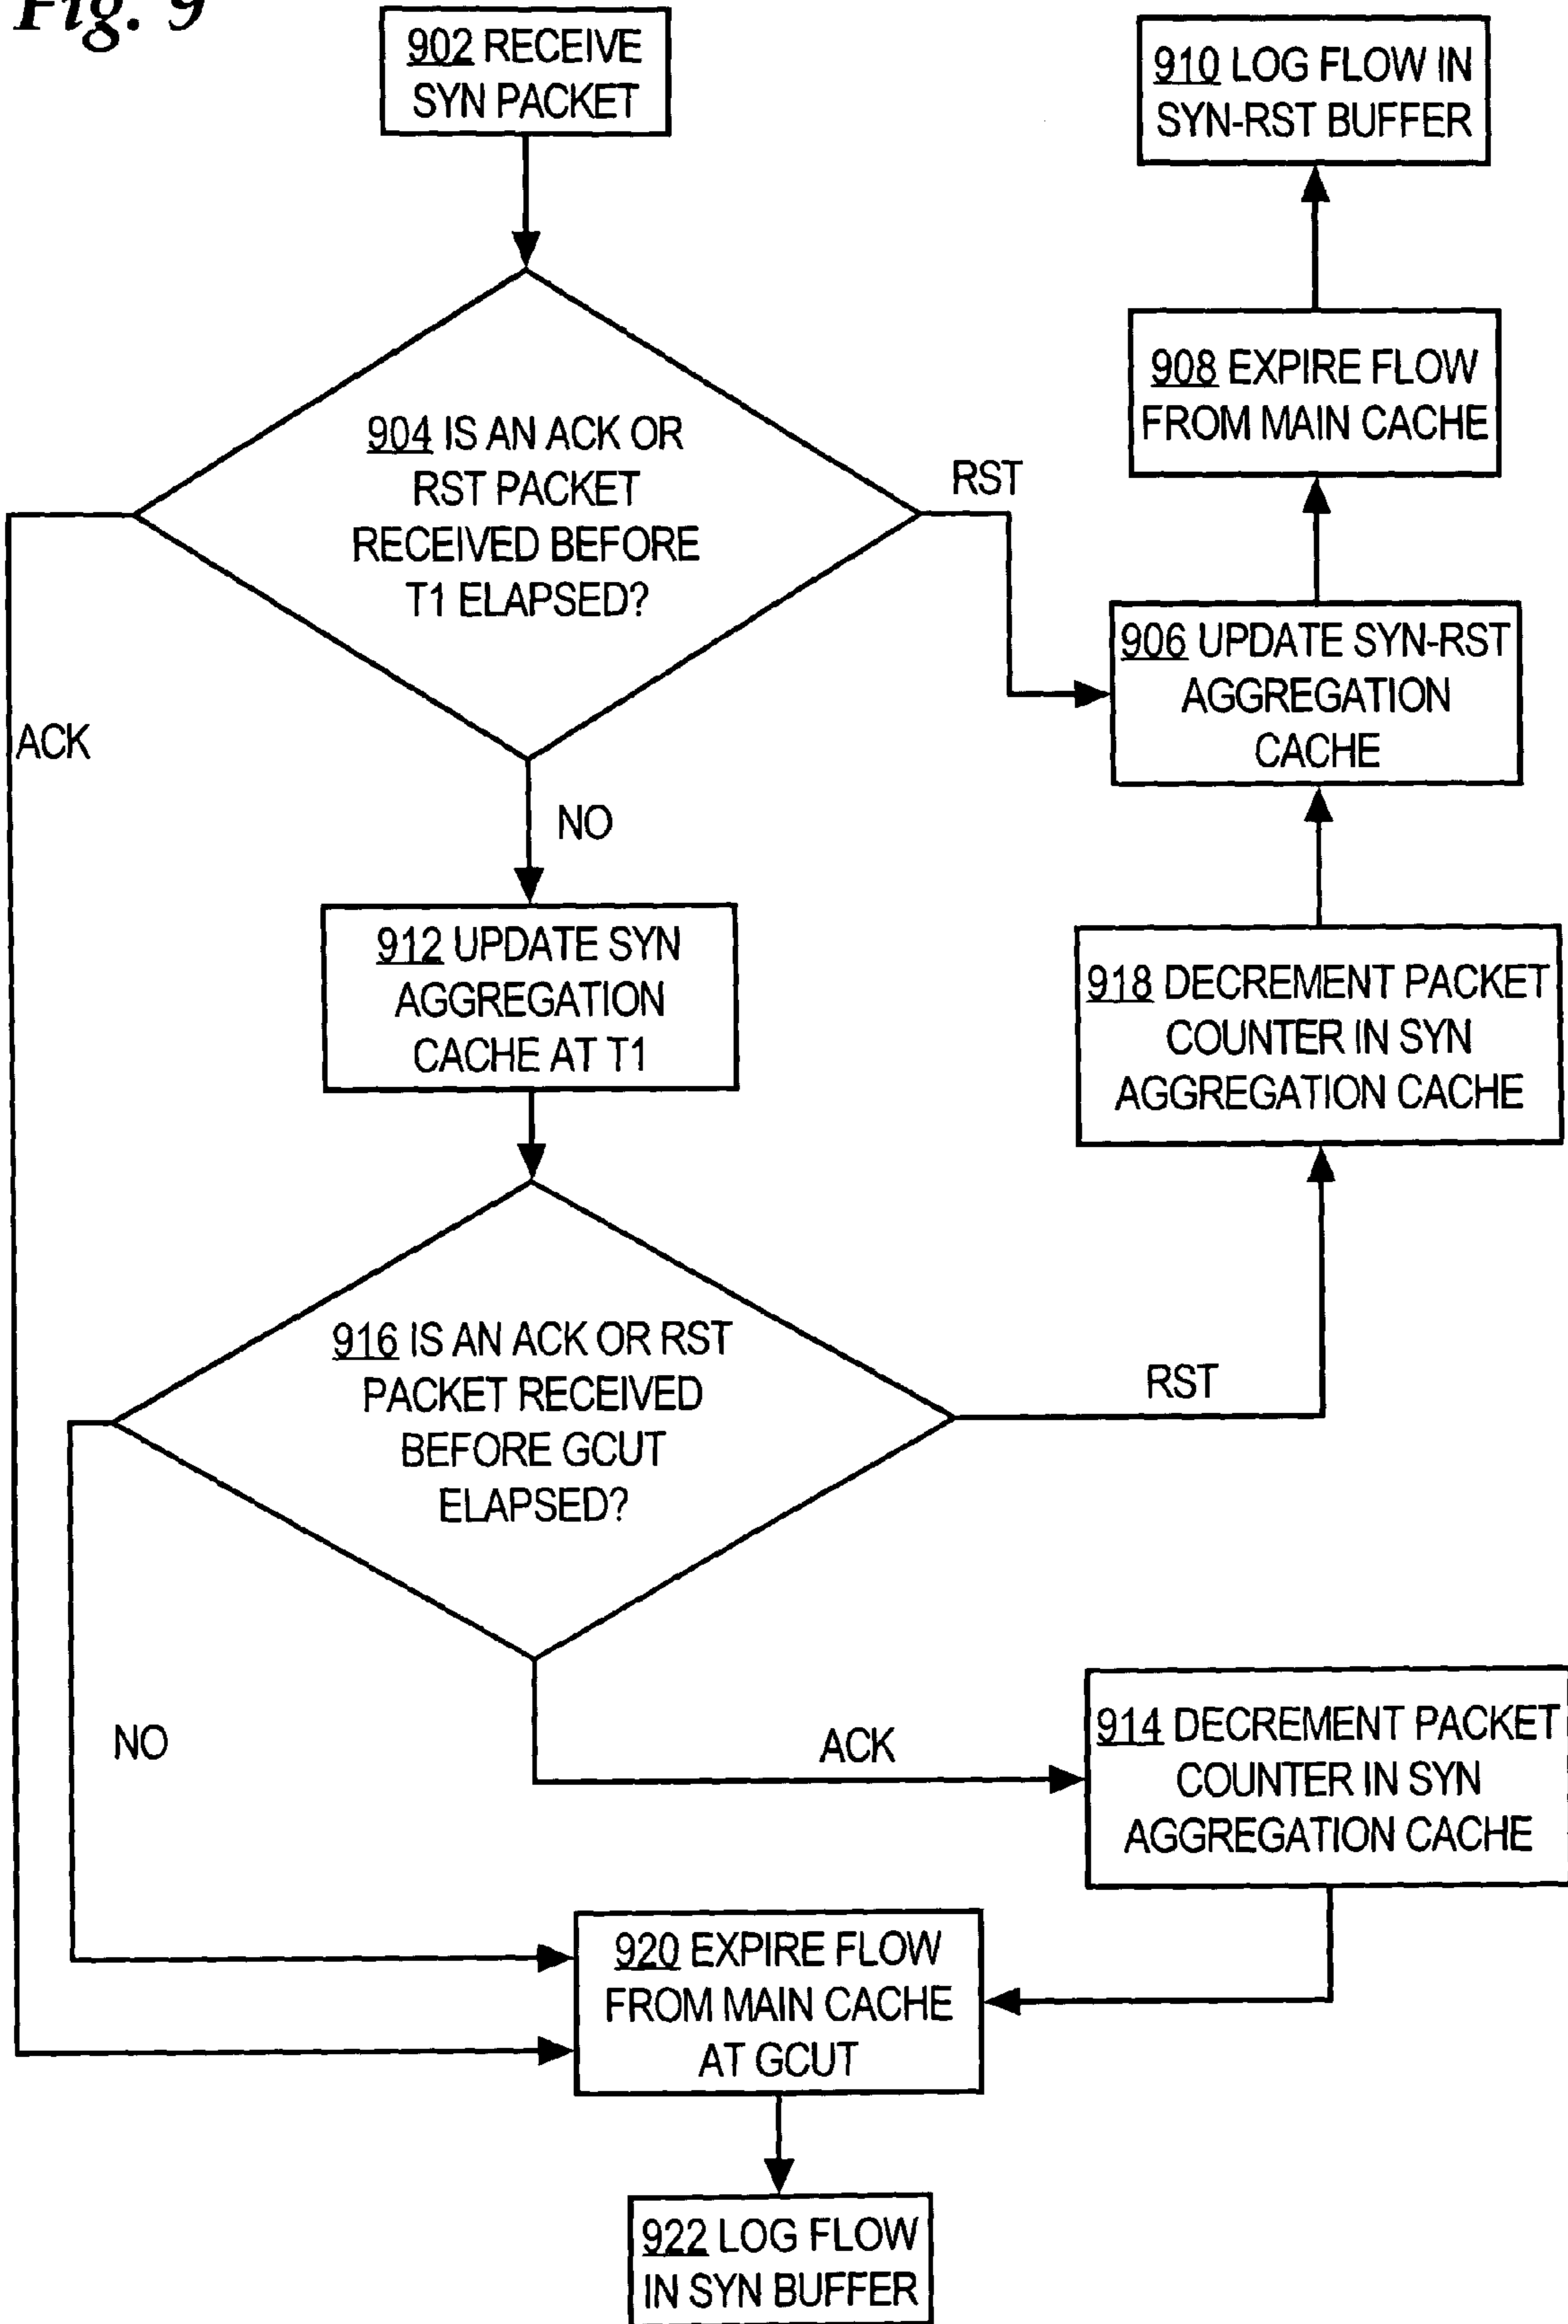 Fig. 9
902 RECEIVE
SYN PACKET
910 LOG FLOW IN
SYN-RST BUFFER
908 EXPIRE FLOW
FROM MAIN CACHE
904 IS AN ACK OR
RST PACKET
RECEIVED BEFORE
T1 ELAPSED?
RST
906 UPDATE SYN-RST
AGGREGATION
CACHE
ACK
NO
912 UPDATE SYN
AGGREGATION
CACHE AT T1
918 DECREMENT PACKET
COUNTER IN SYN
AGGREGATION CACHE
916 IS AN ACK OR RST
PACKET RECEIVED
BEFORE GCUT
ELAPSED?
RST
NO
ACK
914 DECREMENT PACKET
COUNTER IN SYN
AGGREGATION CACHE
920 EXPIRE FLOW
FROM MAIN CACHE
AT GCUT
922 LOG FLOW
IN SYN BUFFER